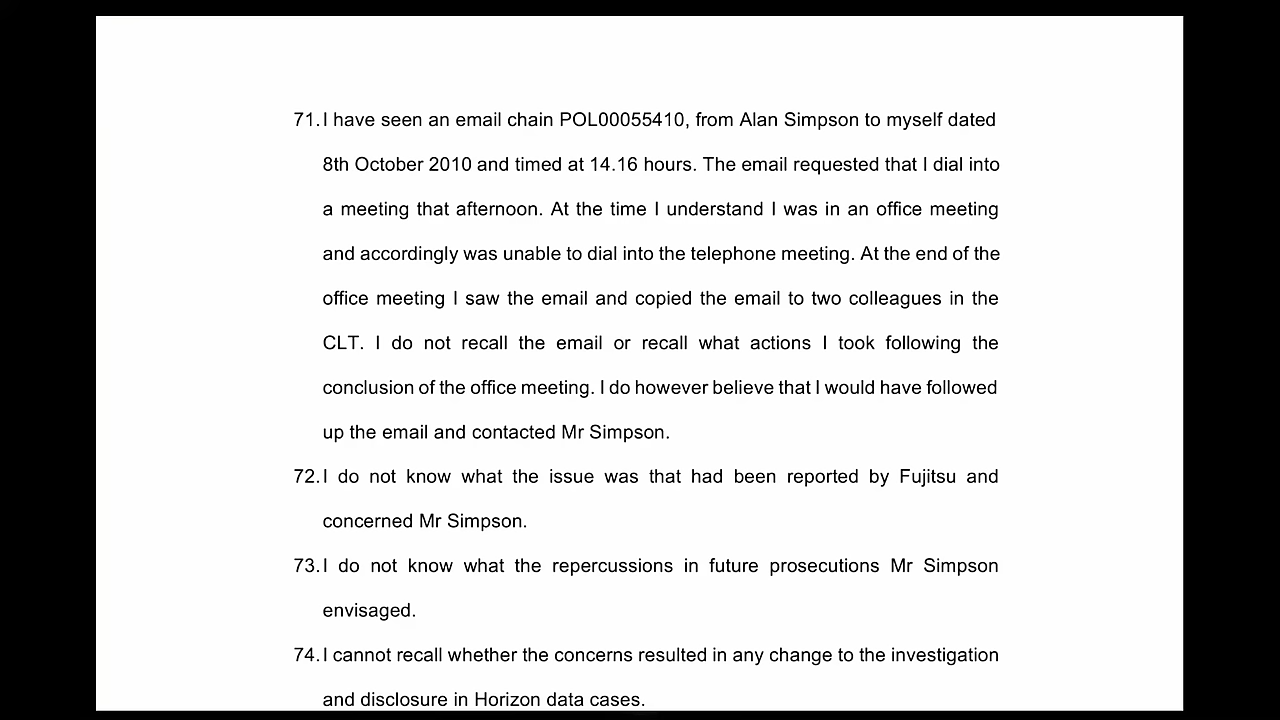 71. I have seen an email chain POL00055410, from Alan Simpson to myself dated
8th October 2010 and timed at 14.16 hours. The email requested that I dial into
a meeting that afternoon. At the time I understand I was in an office meeting
and accordingly was unable to dial into the telephone meeting. At the end of the
office meeting I saw the email and copied the email to two colleagues in the
CLT. I do not recall the email or recall what actions I took following the
conclusion of the office meeting. I do however believe that I would have followed
up the email and contacted Mr Simpson.
72. I do not know what the issue was that had been reported by Fujitsu and
concerned Mr Simpson.
73. I do not know what the repercussions in future prosecutions Mr Simpson
envisaged.
74. I cannot recall whether the concerns resulted in any change to the investigation
and disclosure in Horizon data cases.